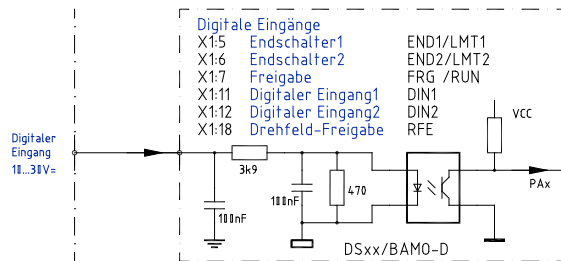 Digitale Eingänge
X1:5 Endschalter1 END1/LMT1
X1:6 Endschalter2 END2/LMT2
X1:7 Freigabe FRG /RUN
X1:11 Digitaler Eingang1 DIN1
X1:12 Digitaler Eingang2 DIN2
X1:18 Drehfeld-Freigabe RFE
VCC
Digitaler
Eingang
10...30V=
3k9
100nF
470
PAx
100nF
DSxx/BAMO-D